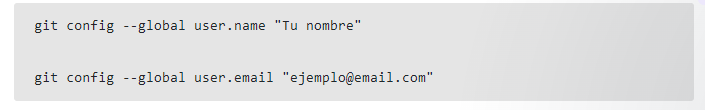 git config --global user.name "Tu nombre"
git config --global user.email "ejemplo@email.com"